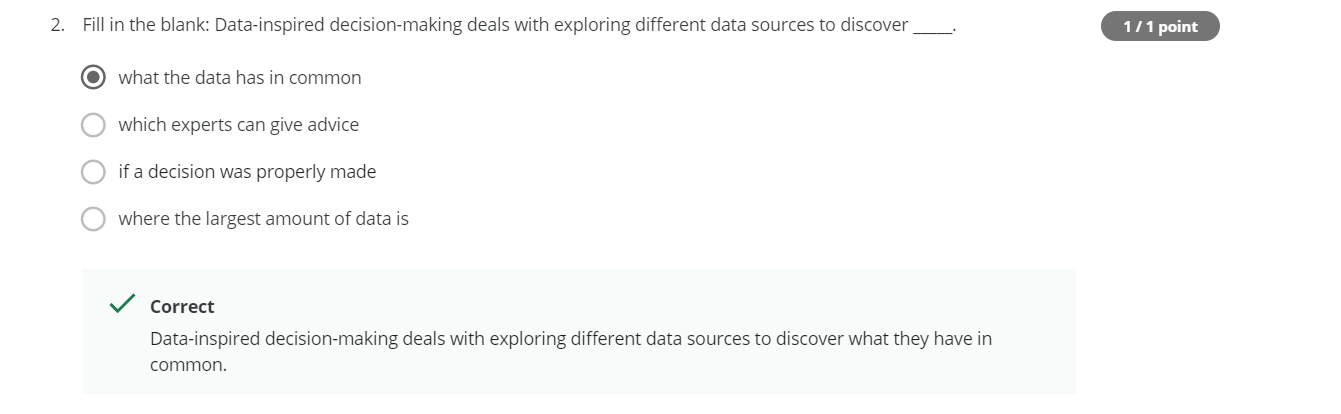 2. Fill in the blank: Data-inspired decision-making deals with exploring different data sources to discover _____.
1 / 1 point
what the data has in common
which experts can give advice
if a decision was properly made
where the largest amount of data is
Correct
Data-inspired decision-making deals with exploring different data sources to discover what they have in
common.